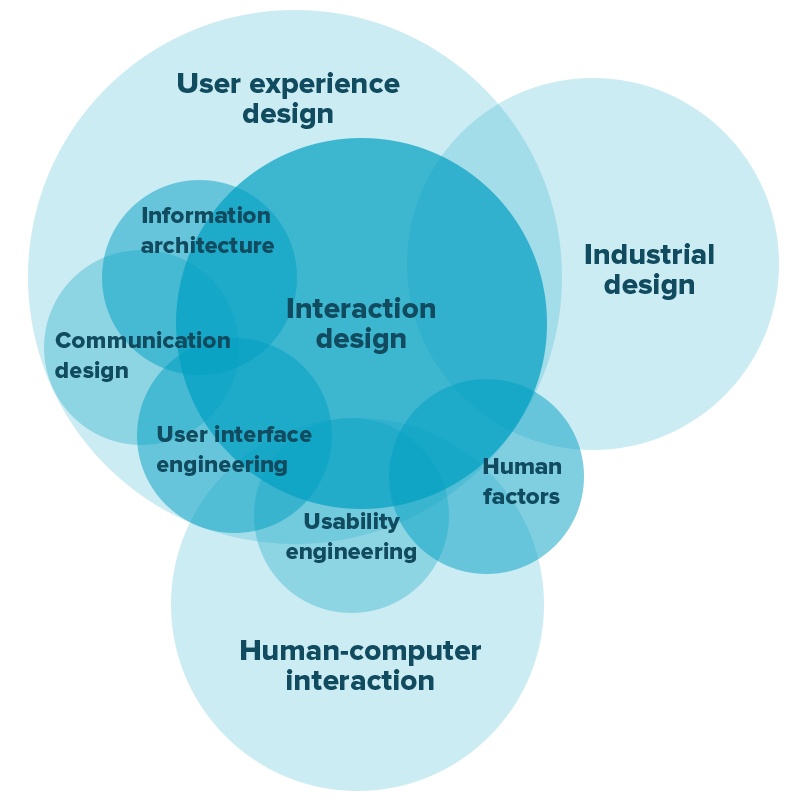 User experience
design
Information
architecture
Industrial
design
Interaction
design
Communication
design
User interface
engineering
Human
factors
Usability
engineering
Human-computer
interaction